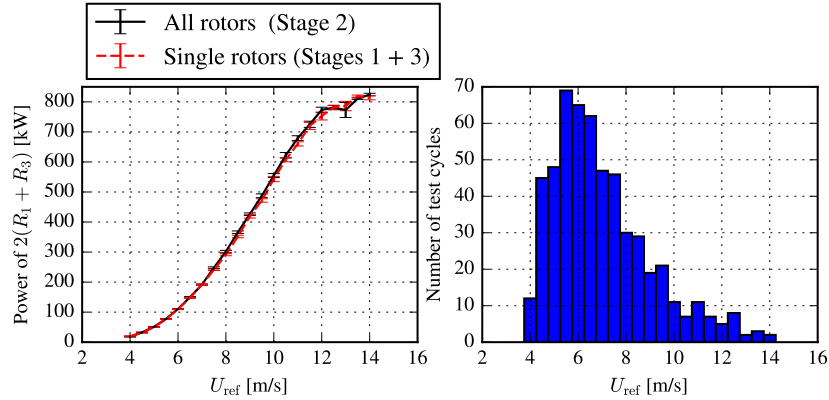 All rotors (Stage 2)
Single rotors (Stages 1 + 3)
Power of 2(R₁ + R₃) [kW]
800
700
600
500
400
300
200
100
0
2 4 6 8 10 12 14 16
U_ref [m/s]
Number of test cycles
70
60
50
40
30
20
10
0
2 4 6 8 10 12 14 16
U_ref [m/s]